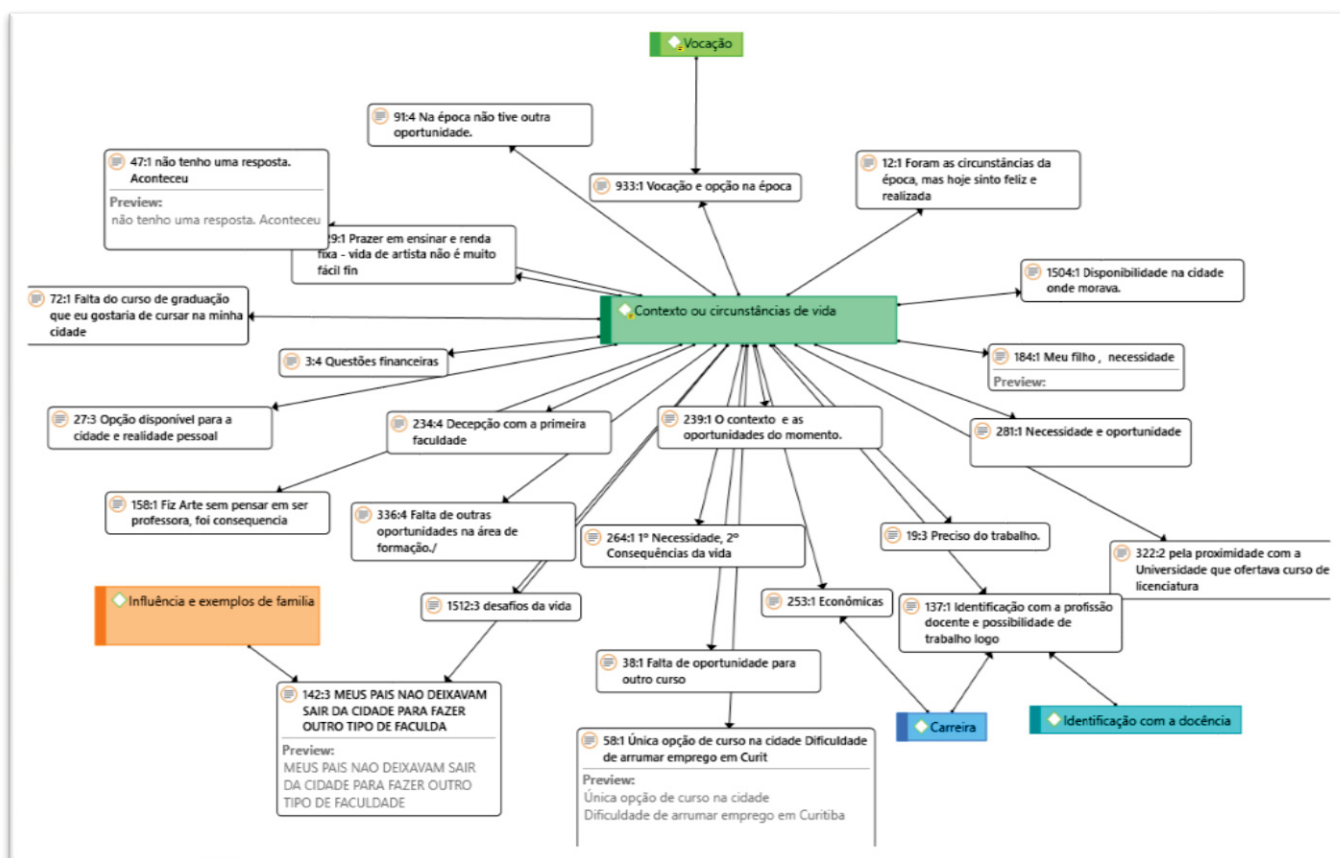 Vocação
91:4 Na época não tive outra
oportunidade.
47:1 não tenho uma resposta.
Aconteceu
Preview:
não tenho uma resposta. Aconteceu
933:1 Vocação e opção na época
12:1 Foram as circunstâncias da
época, mas hoje sinto feliz e
realizada
29:1 Prazer em ensinar e renda
fixa - vida de artista não é muito
fácil fin
1504:1 Disponibilidade na cidade
onde morava.
72:1 Falta do curso de graduação
que eu gostaria de cursar na minha
cidade
Contexto ou circunstâncias de vida
3:4 Questões financeiras
184:1 Meu filho , necessidade
Preview:
27:3 Opção disponível para a
cidade e realidade pessoal
234:4 Decepção com a primeira
faculdade
239:1 O contexto e as
oportunidades do momento.
281:1 Necessidade e oportunidade
158:1 Fiz Arte sem pensar em ser
professora, foi consequencia
336:4 Falta de outras
oportunidades na área de
formação./
264:1 1º Necessidade, 2º
Consequências da vida
19:3 Preciso do trabalho.
322:2 pela proximidade com a
Universidade que ofertava curso de
licenciatura
Influência e exemplos de familia
1512:3 desafios da vida
253:1 Econômicas
137:1 Identificação com a profissão
docente e possibilidade de
trabalho logo
38:1 Falta de oportunidade para
outro curso
142:3 MEUS PAIS NAO DEIXAVAM
SAIR DA CIDADE PARA FAZER
OUTRO TIPO DE FACULDA
Preview:
MEUS PAIS NAO DEIXAVAM SAIR
DA CIDADE PARA FAZER OUTRO
TIPO DE FACULDADE
58:1 Única opção de curso na cidade Dificuldade
de arrumar emprego em Curit
Preview:
Única opção de curso na cidade
Dificuldade de arrumar emprego em Curitiba
Carreira
Identificação com a docência